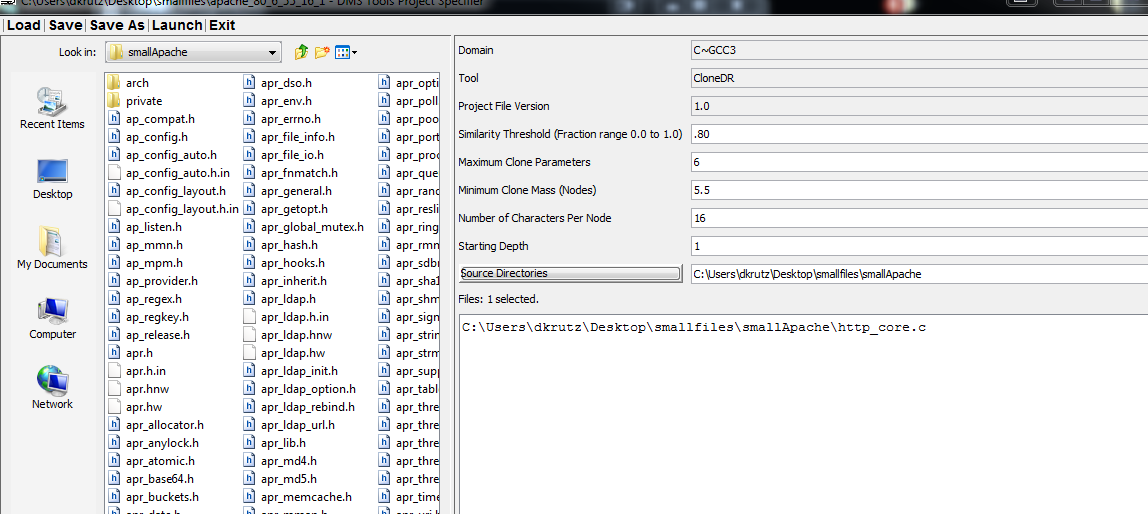 C:\Users\dkrutz\Desktop\smallfiles\apache_80_6_55_16_1 - DMS Tools Project Specifier
Load Save Save As Launch Exit
Look in: smallApache
Recent Items
Desktop
My Documents
Computer
Network
arch
private
ap_compat.h
ap_config.h
ap_config_auto.h
ap_config_auto.h.in
ap_config_layout.h
ap_config_layout.h.in
ap_listen.h
ap_mmn.h
ap_mpm.h
ap_provider.h
ap_regex.h
ap_regkey.h
ap_release.h
apr.h
apr.h.in
apr.hnw
apr.hw
apr_allocator.h
apr_anylock.h
apr_atomic.h
apr_base64.h
apr_buckets.h
apr_date.h
apr_dso.h
apr_env.h
apr_errno.h
apr_file_info.h
apr_file_io.h
apr_fnmatch.h
apr_general.h
apr_getopt.h
apr_global_mutex.h
apr_hash.h
apr_hooks.h
apr_inherit.h
apr_ldap.h
apr_ldap.h.in
apr_ldap.hnw
apr_ldap.hw
apr_ldap_init.h
apr_ldap_option.h
apr_ldap_rebind.h
apr_ldap_url.h
apr_lib.h
apr_md4.h
apr_md5.h
apr_memcache.h
apr_mmap.h
apr_opti
apr_poll
apr_poo
apr_port
apr_proc
apr_que
apr_rand
apr_resli
apr_ring
apr_rmn
apr_sdbr
apr_sha1
apr_shm
apr_sign
apr_strin
apr_strm
apr_supp
apr_tabl
apr_thre
apr_thre
apr_thre
apr_thre
apr_thre
apr_time
apr_uri.h
Domain C~GCC3
Tool CloneDR
Project File Version 1.0
Similarity Threshold (Fraction range 0.0 to 1.0) .80
Maximum Clone Parameters 6
Minimum Clone Mass (Nodes) 5.5
Number of Characters Per Node 16
Starting Depth 1
Source Directories C:\Users\dkrutz\Desktop\smallfiles\smallApache
Files: 1 selected.
C:\Users\dkrutz\Desktop\smallfiles\smallApache\http_core.c